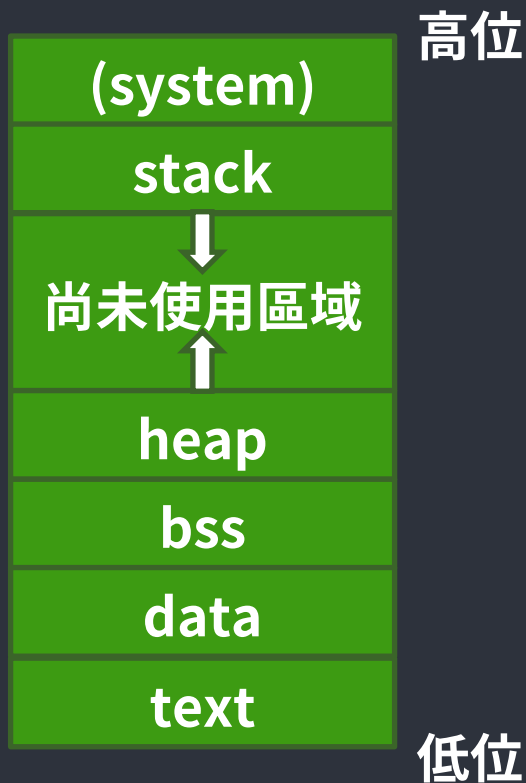 高位
(system)
stack
尚未使用區域
heap
bss
data
text
低位